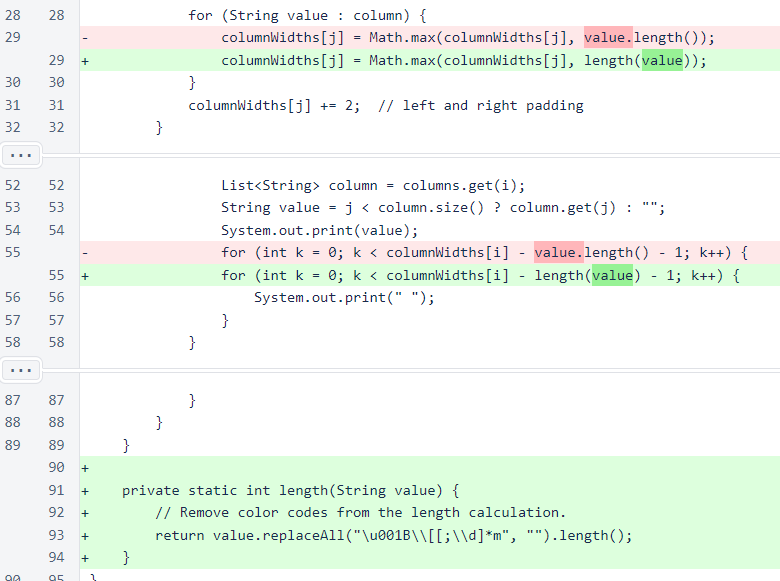 28 28 for (String value : column) {
29 - columnWidths[j] = Math.max(columnWidths[j], value.length());
29 + columnWidths[j] = Math.max(columnWidths[j], length(value));
30 30 }
31 31 columnWidths[j] += 2;  // left and right padding
32 32 }
...
52 52 List<String> column = columns.get(i);
53 53 String value = j < column.size() ? column.get(j) : "";
54 54 System.out.print(value);
55 - for (int k = 0; k < columnWidths[i] - value.length() - 1; k++) {
55 + for (int k = 0; k < columnWidths[i] - length(value) - 1; k++) {
56 56 System.out.print(" ");
57 57 }
58 58 }
...
87 87 }
88 88 }
89 89 }
90 +
91 + private static int length(String value) {
92 + // Remove color codes from the length calculation.
93 + return value.replaceAll("\u001B\\[[;\\d]*m", "").length();
94 + }
90 95 }